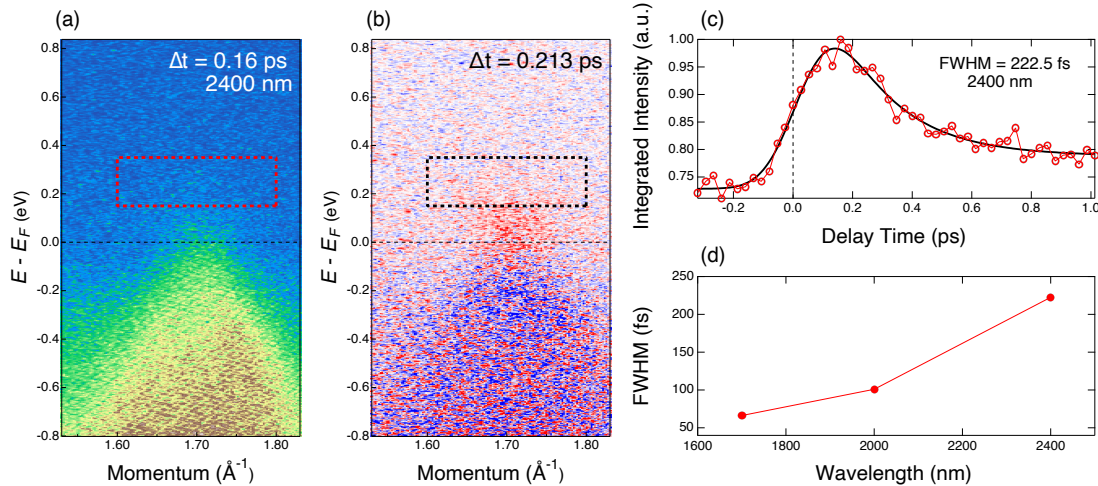 (a)
Δt = 0.16 ps
2400 nm
E - E_F (eV)
0.8
0.6
0.4
0.2
0.0
-0.2
-0.4
-0.6
-0.8
1.60
1.70
1.80
Momentum (Å⁻¹)
(b)
Δt = 0.213 ps
E - E_F (eV)
0.8
0.6
0.4
0.2
0.0
-0.2
-0.4
-0.6
-0.8
1.60
1.70
1.80
Momentum (Å⁻¹)
(c)
FWHM = 222.5 fs
2400 nm
Integrated Intensity (a.u.)
1.00
0.95
0.90
0.85
0.80
0.75
-0.2
0.0
0.2
0.4
0.6
0.8
1.0
Delay Time (ps)
(d)
FWHM (fs)
250
200
150
100
50
1600
1800
2000
2200
2400
Wavelength (nm)